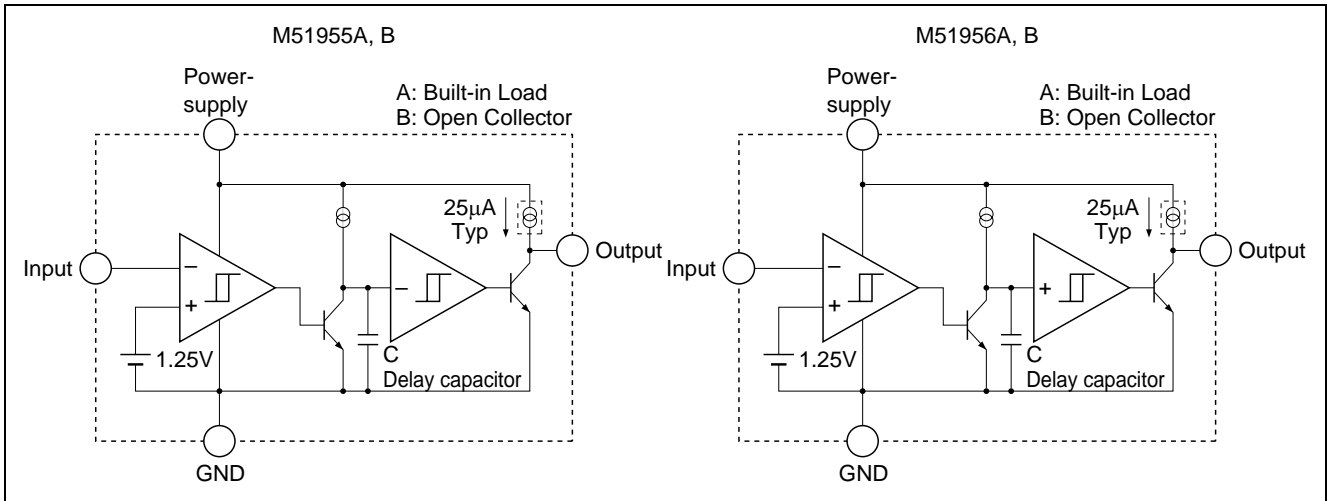 M51955A, B
Power-
supply
A: Built-in Load
B: Open Collector
25μA
Typ
Input
−
+
−
Output
1.25V
C
Delay capacitor
GND
M51956A, B
Power-
supply
A: Built-in Load
B: Open Collector
25μA
Typ
Input
−
+
+
Output
1.25V
C
Delay capacitor
GND